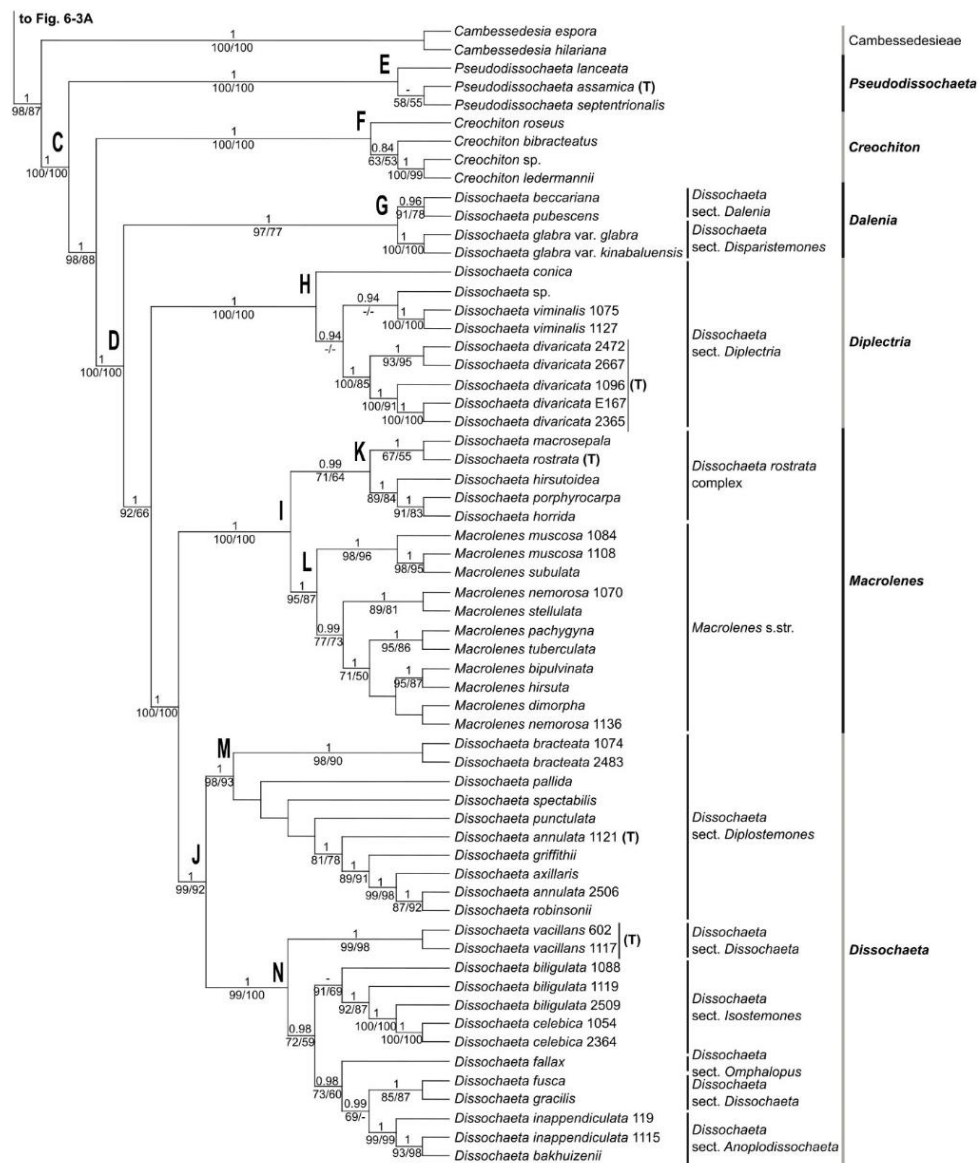 to Fig. 6-3A
Cambessedesia espora
Cambessedesia hilariana
1
100/100
Cambessedesieae
1
98/87
E
1
100/100
Pseudodissochaeta lanceata
Pseudodissochaeta assamica (T)
Pseudodissochaeta septentrionalis
-
58/55
Pseudodissochaeta
C
1
100/100
F
1
100/100
Creochiton roseus
Creochiton bibracteatus
Creochiton sp.
Creochiton ledermannii
0.84
63/53
1
100/99
Creochiton
1
98/88
G
1
97/77
0.96
91/78
1
100/100
Dissochaeta beccariana
Dissochaeta pubescens
Dissochaeta glabra var. glabra
Dissochaeta glabra var. kinabaluensis
Dissochaeta
sect. Dalenia
Dissochaeta
sect. Disparistemones
Dalenia
D
1
100/100
H
1
100/100
Dissochaeta conica
Dissochaeta sp.
Dissochaeta viminalis 1075
Dissochaeta viminalis 1127
Dissochaeta divaricata 2472
Dissochaeta divaricata 2667
Dissochaeta divaricata 1096 (T)
Dissochaeta divaricata E167
Dissochaeta divaricata 2365
0.94
-/-
0.94
-/-
1
100/100
1
93/95
1
100/85
1
100/91
1
100/100
Dissochaeta
sect. Diplectria
Diplectria
1
92/66
I
1
100/100
K
0.99
71/64
1
67/55
1
89/84
1
91/83
Dissochaeta macrosepala
Dissochaeta rostrata (T)
Dissochaeta hirsutoidea
Dissochaeta porphyrocarpa
Dissochaeta horrida
Dissochaeta rostrata
complex
L
1
95/87
1
98/96
1
98/95
0.99
77/73
1
89/81
1
71/50
1
95/86
1
95/87
Macrolenes muscosa 1084
Macrolenes muscosa 1108
Macrolenes subulata
Macrolenes nemorosa 1070
Macrolenes stellulata
Macrolenes pachygyna
Macrolenes tuberculata
Macrolenes bipulvinata
Macrolenes hirsuta
Macrolenes dimorpha
Macrolenes nemorosa 1136
Macrolenes s.str.
Macrolenes
1
100/100
J
1
99/92
M
1
98/93
1
98/90
1
81/78
1
89/91
1
99/98
1
87/92
Dissochaeta bracteata 1074
Dissochaeta bracteata 2483
Dissochaeta pallida
Dissochaeta spectabilis
Dissochaeta punctulata
Dissochaeta annulata 1121 (T)
Dissochaeta griffithii
Dissochaeta axillaris
Dissochaeta annulata 2506
Dissochaeta robinsonii
Dissochaeta
sect. Diplostemones
N
1
99/100
1
99/98
Dissochaeta vacillans 602
Dissochaeta vacillans 1117
(T)
Dissochaeta
sect. Dissochaeta
0.98
72/59
-
91/69
1
92/87
1
100/100
1
100/100
Dissochaeta biligulata 1088
Dissochaeta biligulata 1119
Dissochaeta biligulata 2509
Dissochaeta celebica 1054
Dissochaeta celebica 2364
Dissochaeta
sect. Isostemones
0.98
73/60
0.99
69/-
1
85/87
1
99/99
1
93/98
Dissochaeta fallax
Dissochaeta fusca
Dissochaeta gracilis
Dissochaeta inappendiculata 119
Dissochaeta inappendiculata 1115
Dissochaeta bakhuizenii
Dissochaeta
sect. Omphalopus
Dissochaeta
sect. Dissochaeta
Dissochaeta
sect. Anoplodissochaeta
Dissochaeta